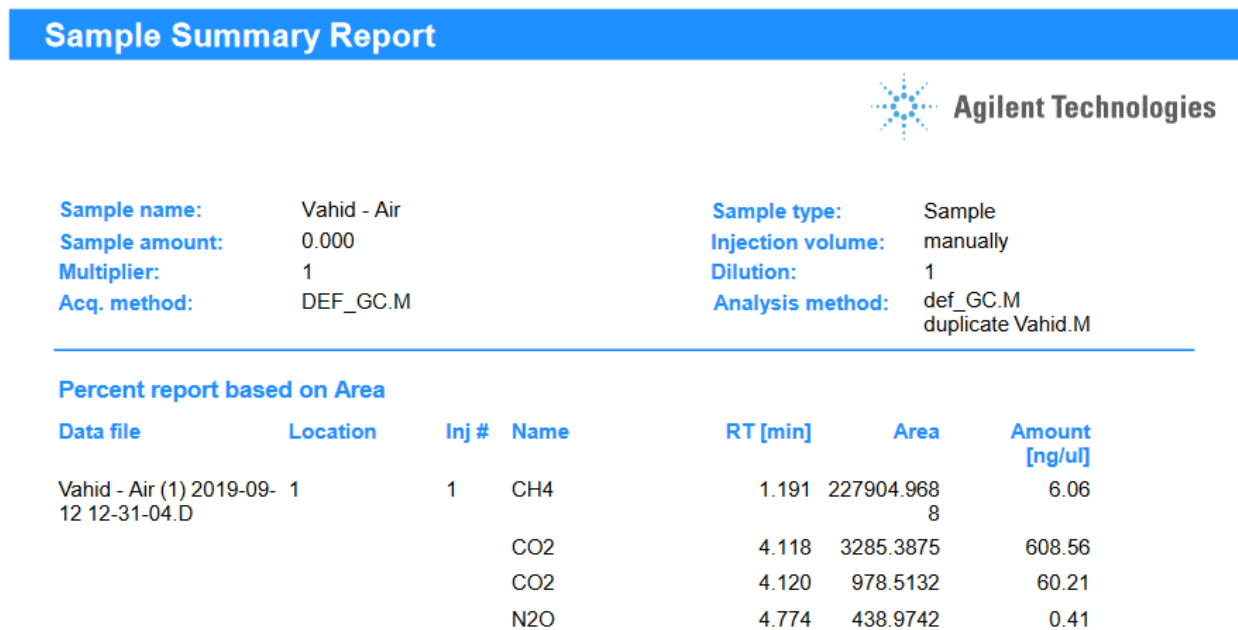 Sample Summary Report
Agilent Technologies
Sample name: Vahid - Air Sample type: Sample
Sample amount: 0.000 Injection volume: manually
Multiplier: 1 Dilution: 1
Acq. method: DEF_GC.M Analysis method: def_GC.M
duplicate Vahid.M
Percent report based on Area
Data file Location Inj # Name RT [min] Area Amount
[ng/ul]
Vahid - Air (1) 2019-09- 1 1 CH4 1.191 227904.968 6.06
12 12-31-04.D 8
CO2 4.118 3285.3875 608.56
CO2 4.120 978.5132 60.21
N2O 4.774 438.9742 0.41